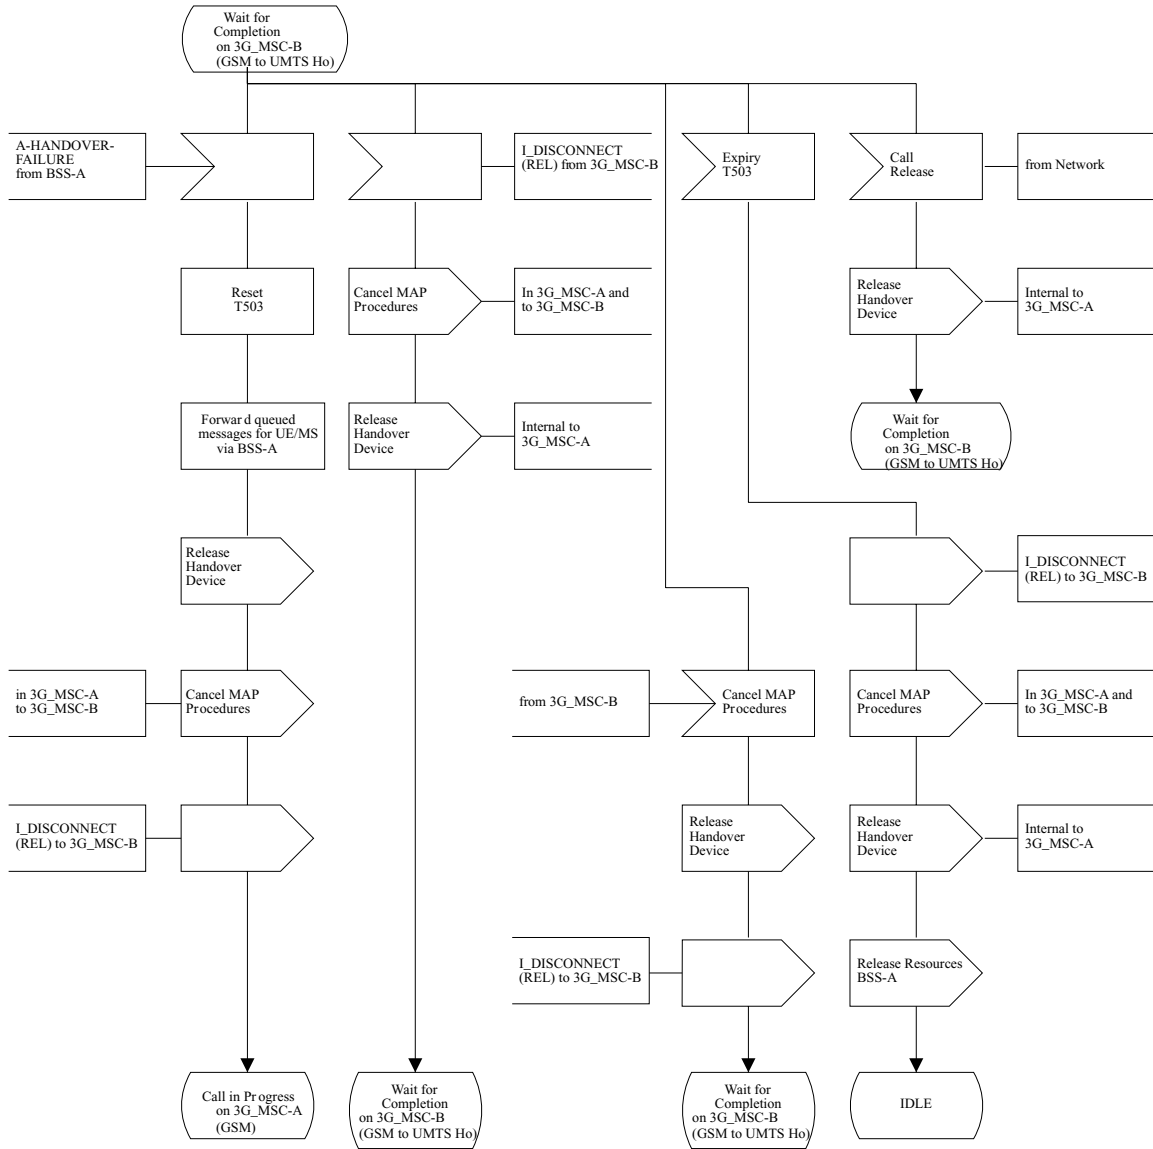 Wait for
Completion
on 3G_MSC-B
(GSM to UMTS Ho)
A-HANDOVER-
FAILURE
from BSS-A
I_DISCONNECT
(REL) from 3G_MSC-B
Expiry
T503
Call
Release
from Network
Reset
T503
Cancel MAP
Procedures
In 3G_MSC-A and
to 3G_MSC-B
Release
Handover
Device
Internal to
3G_MSC-A
Forward queued
messages for UE/MS
via BSS-A
Release
Handover
Device
Internal to
3G_MSC-A
Wait for
Completion
on 3G_MSC-B
(GSM to UMTS Ho)
Release
Handover
Device
I_DISCONNECT
(REL) to 3G_MSC-B
in 3G_MSC-A
to 3G_MSC-B
Cancel MAP
Procedures
from 3G_MSC-B
Cancel MAP
Procedures
Cancel MAP
Procedures
In 3G_MSC-A and
to 3G_MSC-B
I_DISCONNECT
(REL) to 3G_MSC-B
Release
Handover
Device
Release
Handover
Device
Internal to
3G_MSC-A
I_DISCONNECT
(REL) to 3G_MSC-B
Release Resources
BSS-A
Call in Progress
on 3G_MSC-A
(GSM)
Wait for
Completion
on 3G_MSC-B
(GSM to UMTS Ho)
Wait for
Completion
on 3G_MSC-B
(GSM to UMTS Ho)
IDLE